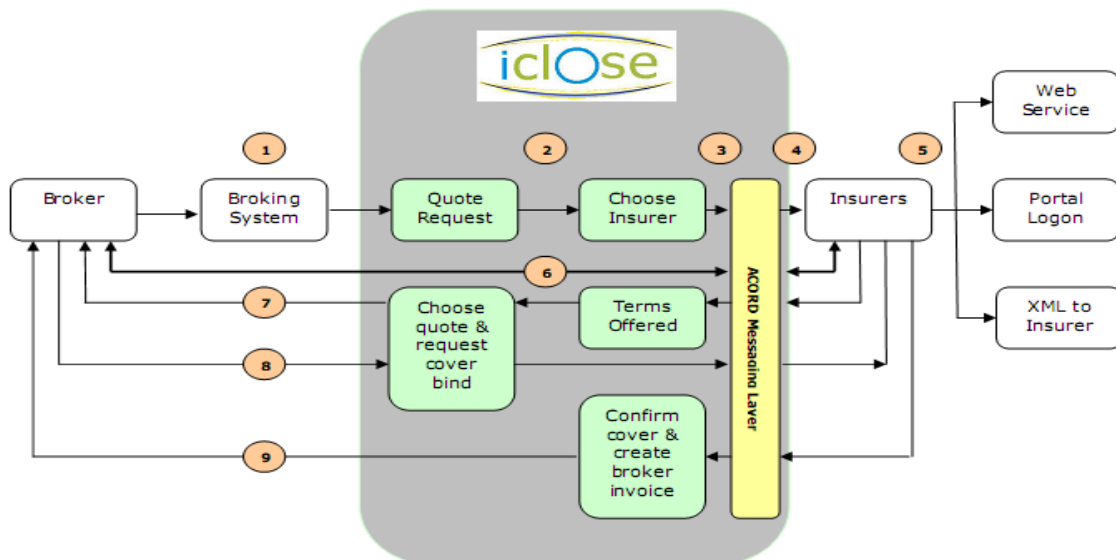 iclose
Web
Service
1
2
3
4
5
Broker
Broking
System
Quote
Request
Choose
Insurer
Insurers
Portal
Logon
ACORD Messaging Layer
6
7
Choose
quote &
request
cover
bind
Terms
Offered
XML to
Insurer
8
9
Confirm
cover &
create
broker
invoice